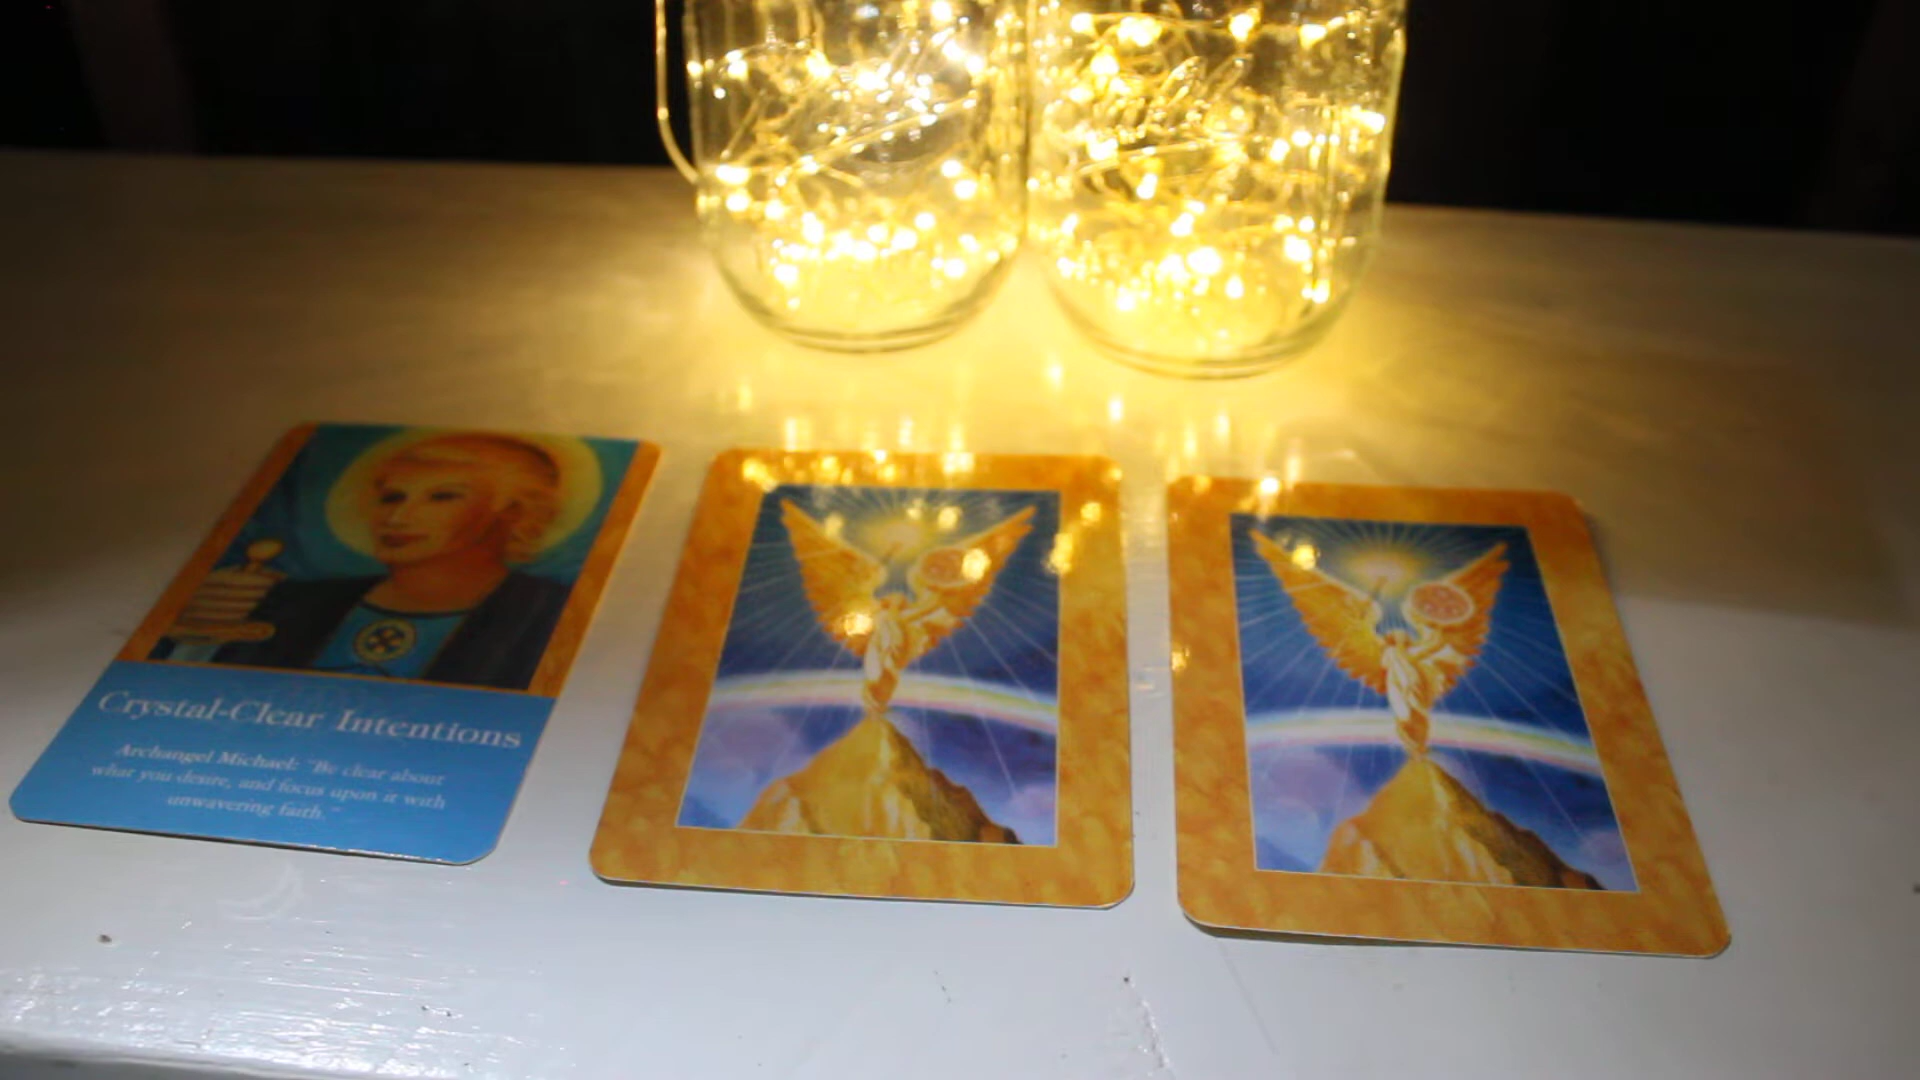 Crystal-Clear Intentions
Archangel Michael: "Be clear about
what you desire, and focus upon it with
unwavering faith."